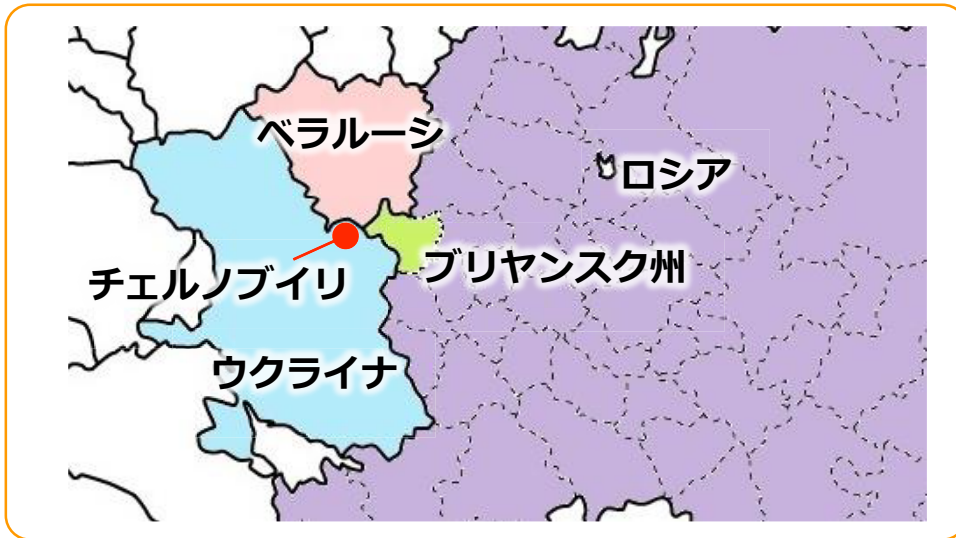 ベラルーシ
ロシア
ブリヤンスク州
チェルノブイリ
ウクライナ